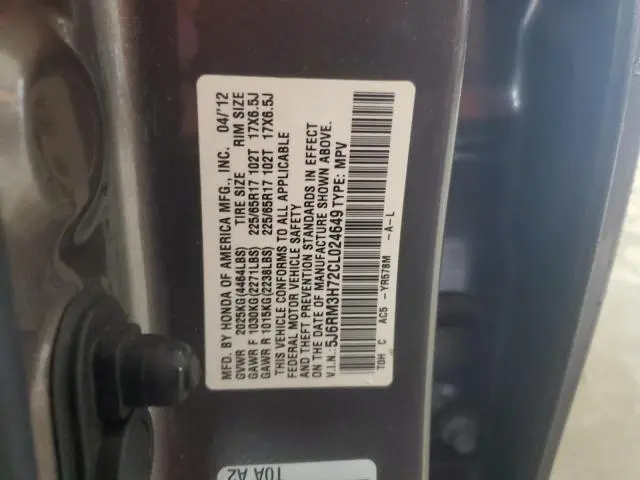 MFD. BY HONDA OF AMERICA MFG., INC. 04/'12
GVWR 2025KG(4464LBS) TIRE SIZE RIM SIZE
GAWR F 1030KG(2271LBS) 225/65R17 102T 17X6.5J
GAWR R 1015KG(2238LBS) 225/65R17 102T 17X6.5J
THIS VEHICLE CONFORMS TO ALL APPLICABLE
FEDERAL MOTOR VEHICLE SAFETY
AND THEFT PREVENTION STANDARDS IN EFFECT
ON THE DATE OF MANUFACTURE SHOWN ABOVE.
V.I.N.: 5J6RM3H72CL024649 TYPE: MPV
TOH C AC5 -YR578M -A-L
T0A A2